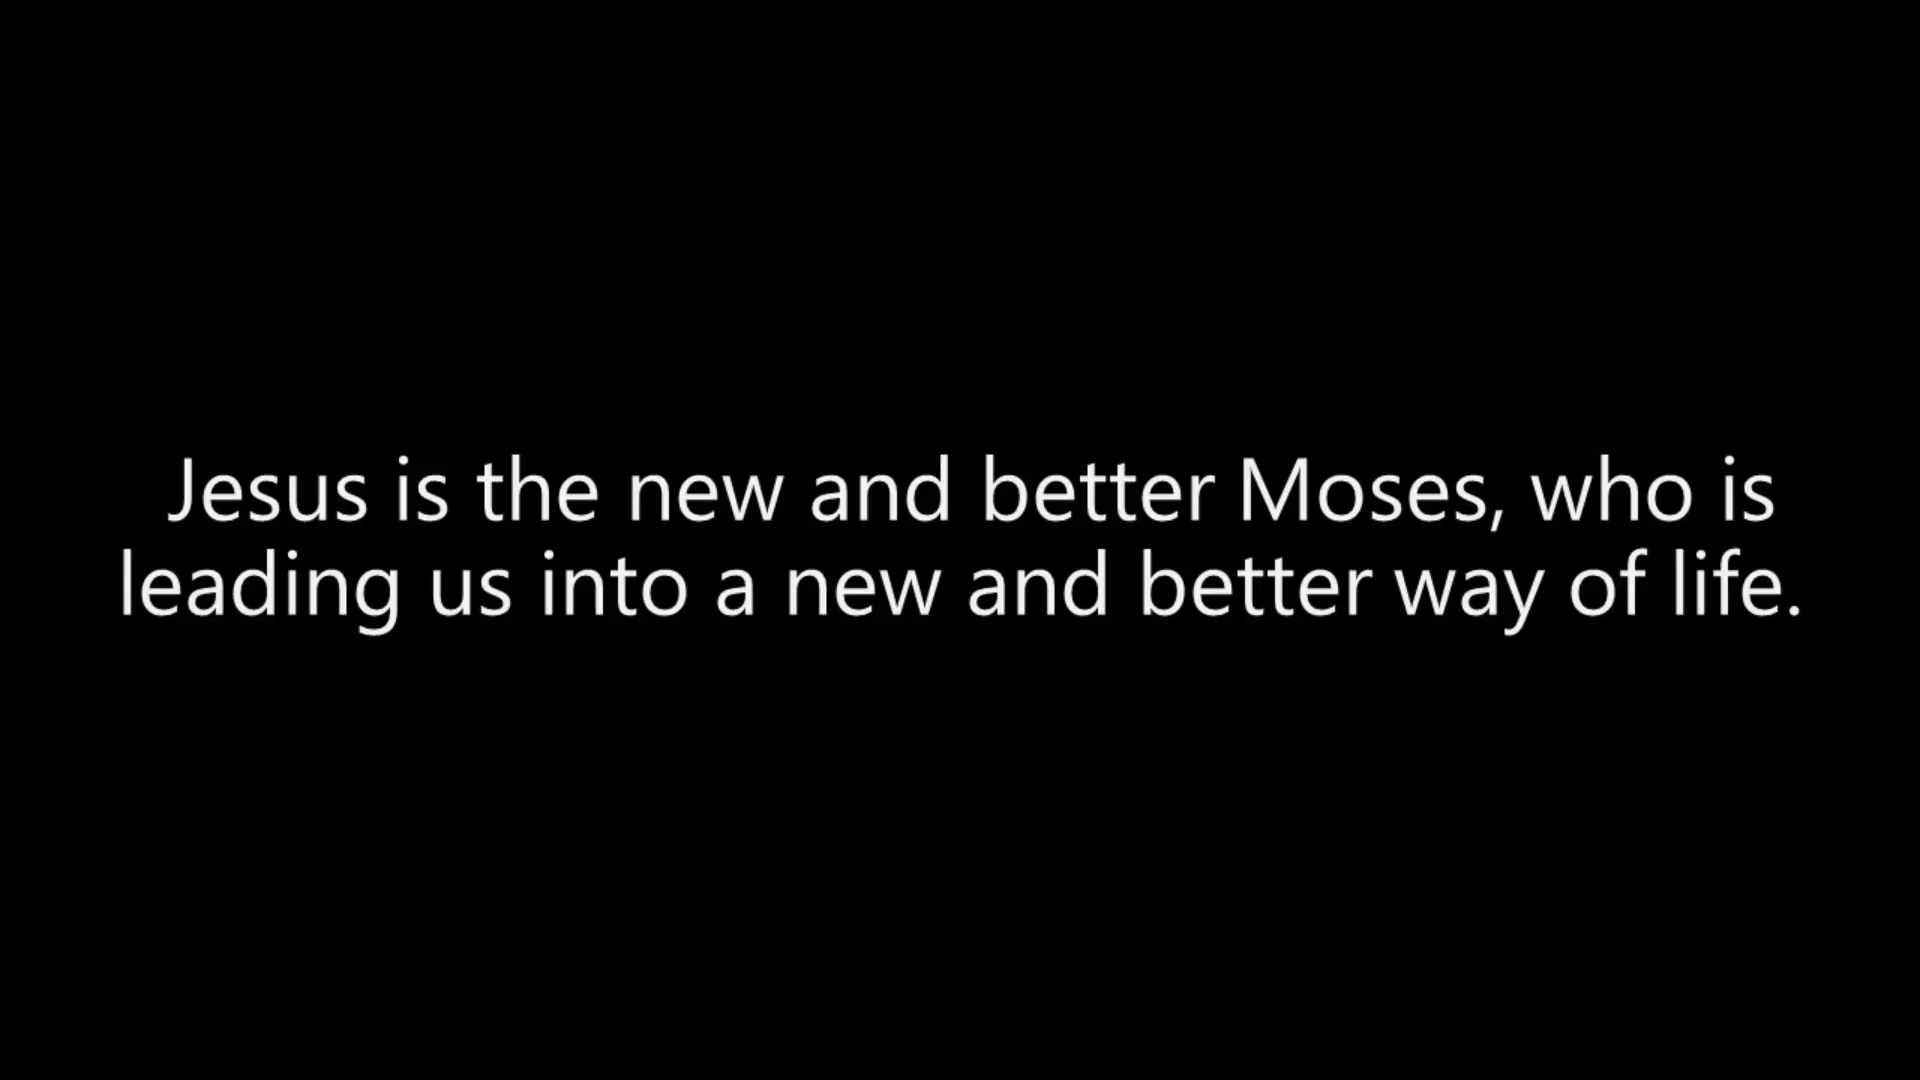 Jesus is the new and better Moses, who is
leading us into a new and better way of life.